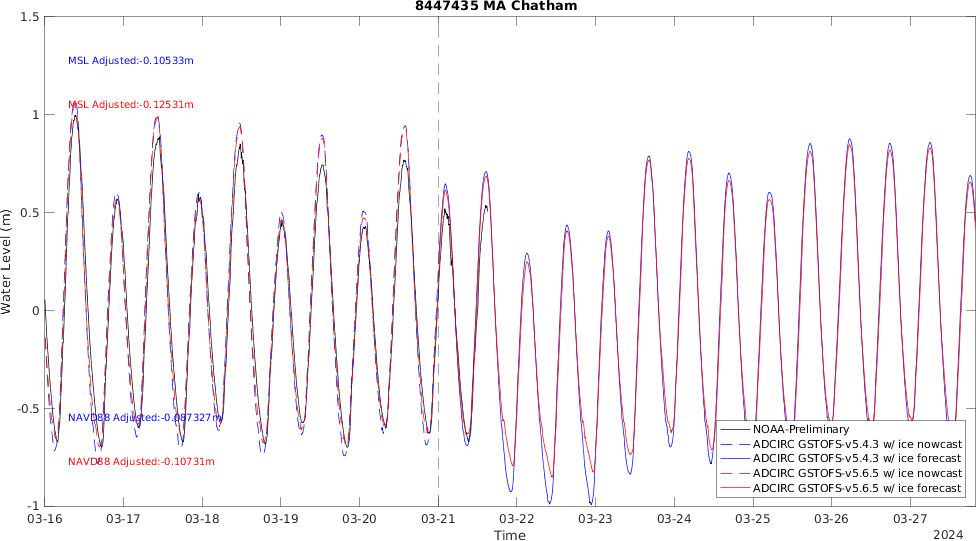 8447435 MA Chatham
1.5
1
0.5
0
-0.5
-1
Water Level (m)
MSL Adjusted:-0.10533m
MSL Adjusted:-0.12531m
NAVD88 Adjusted:-0.087327m
NAVD88 Adjusted:-0.10731m
NOAA-Preliminary
ADCIRC GSTOFS-v5.4.3 w/ ice nowcast
ADCIRC GSTOFS-v5.4.3 w/ ice forecast
ADCIRC GSTOFS-v5.6.5 w/ ice nowcast
ADCIRC GSTOFS-v5.6.5 w/ ice forecast
03-16 03-17 03-18 03-19 03-20 03-21 03-22 03-23 03-24 03-25 03-26 03-27
Time
2024